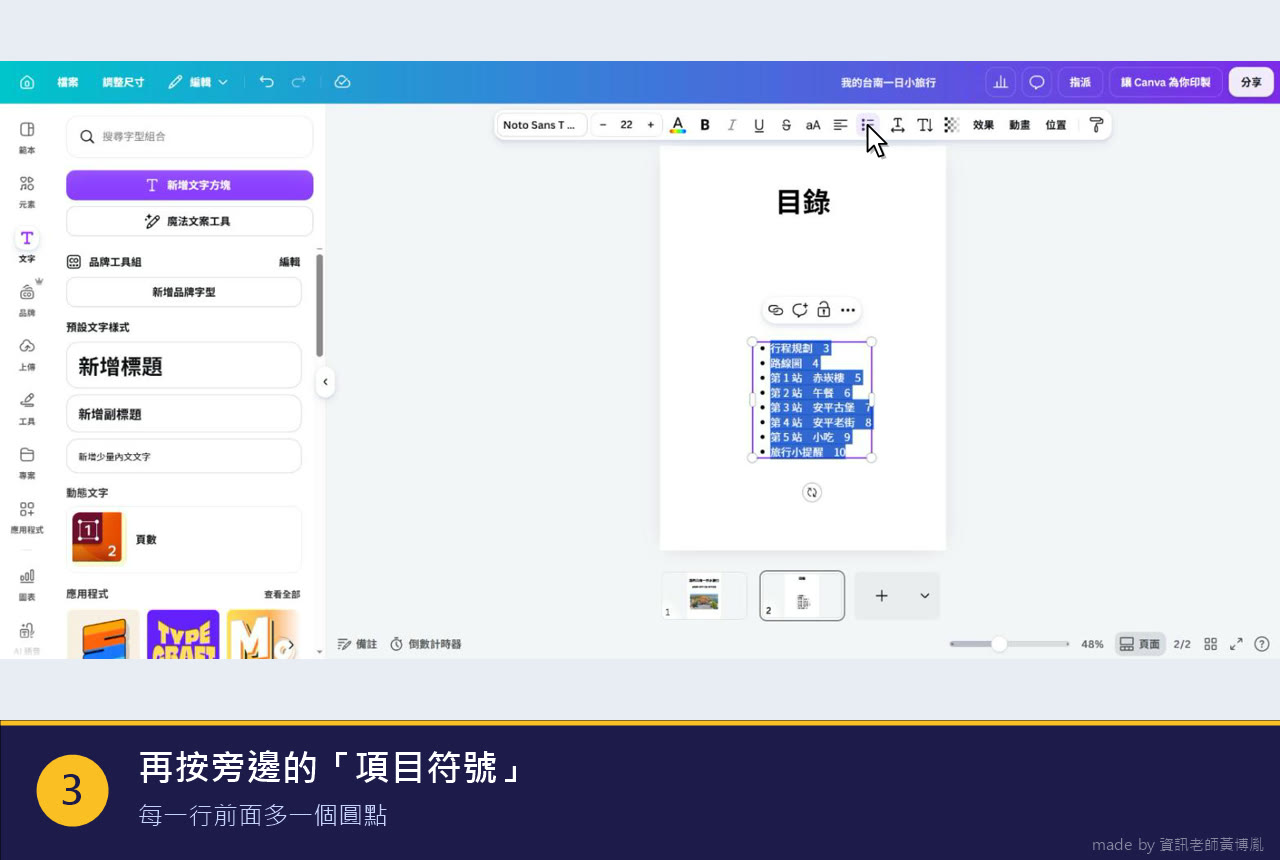 檔案 調整尺寸 編輯 我的台南一日小旅行 指派 讓 Canva 為你印製 分享
Noto Sans T ... – 22 + A B I U S aA 效果 動畫 位置
範本
元素
文字
品牌
上傳
工具
專案
應用程式
圖表
AI 語音
搜尋字型組合
新增文字方塊
魔法文案工具
品牌工具組 編輯
新增品牌字型
預設文字樣式
新增標題
新增副標題
新增少量內文文字
動態文字
1 2 頁數
應用程式 查看全部
TYPE
CRAFT
目錄
• 行程規劃 3
• 路線圖 4
• 第 1 站 赤崁樓 5
• 第 2 站 午餐 6
• 第 3 站 安平古堡 7
• 第 4 站 安平老街 8
• 第 5 站 小吃 9
• 旅行小提醒 10
1
2
備註 倒數計時器 48% 頁面 2/2
3
再按旁邊的「項目符號」
每一行前面多一個圓點
made by 資訊老師黃博胤